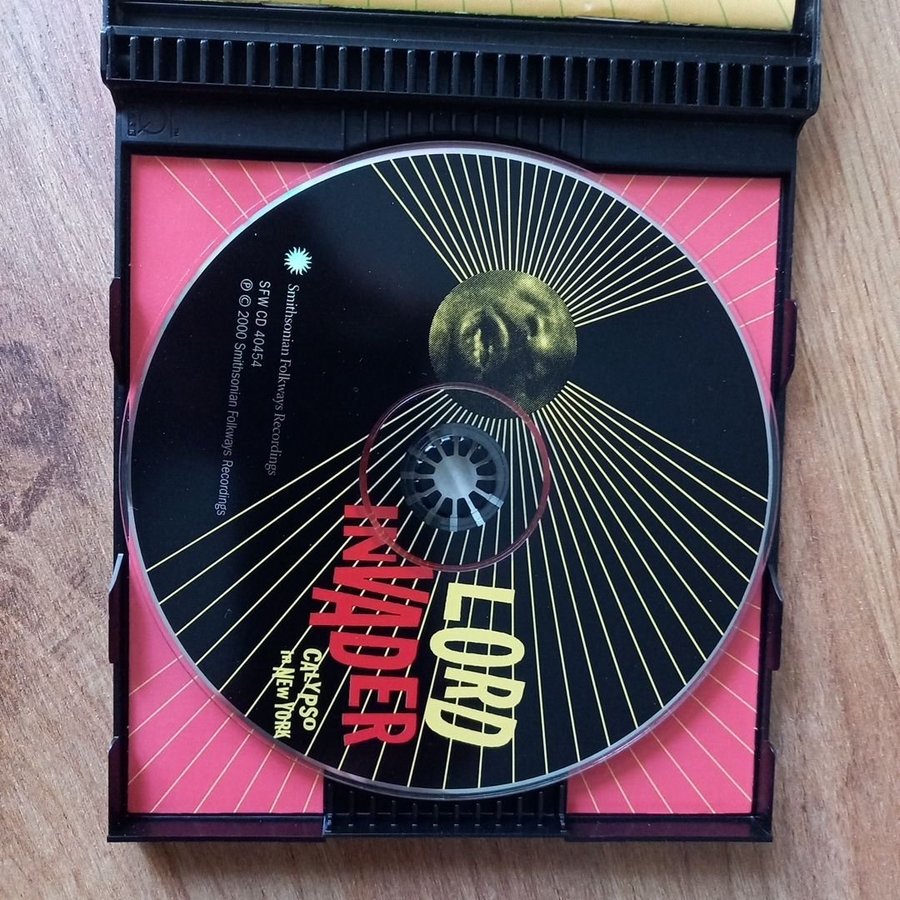 LORD
INVADER
CALYPSO
IN NEW YORK
Smithsonian Folkways Recordings
SFW CD 40454
℗ © 2000 Smithsonian Folkways Recordings